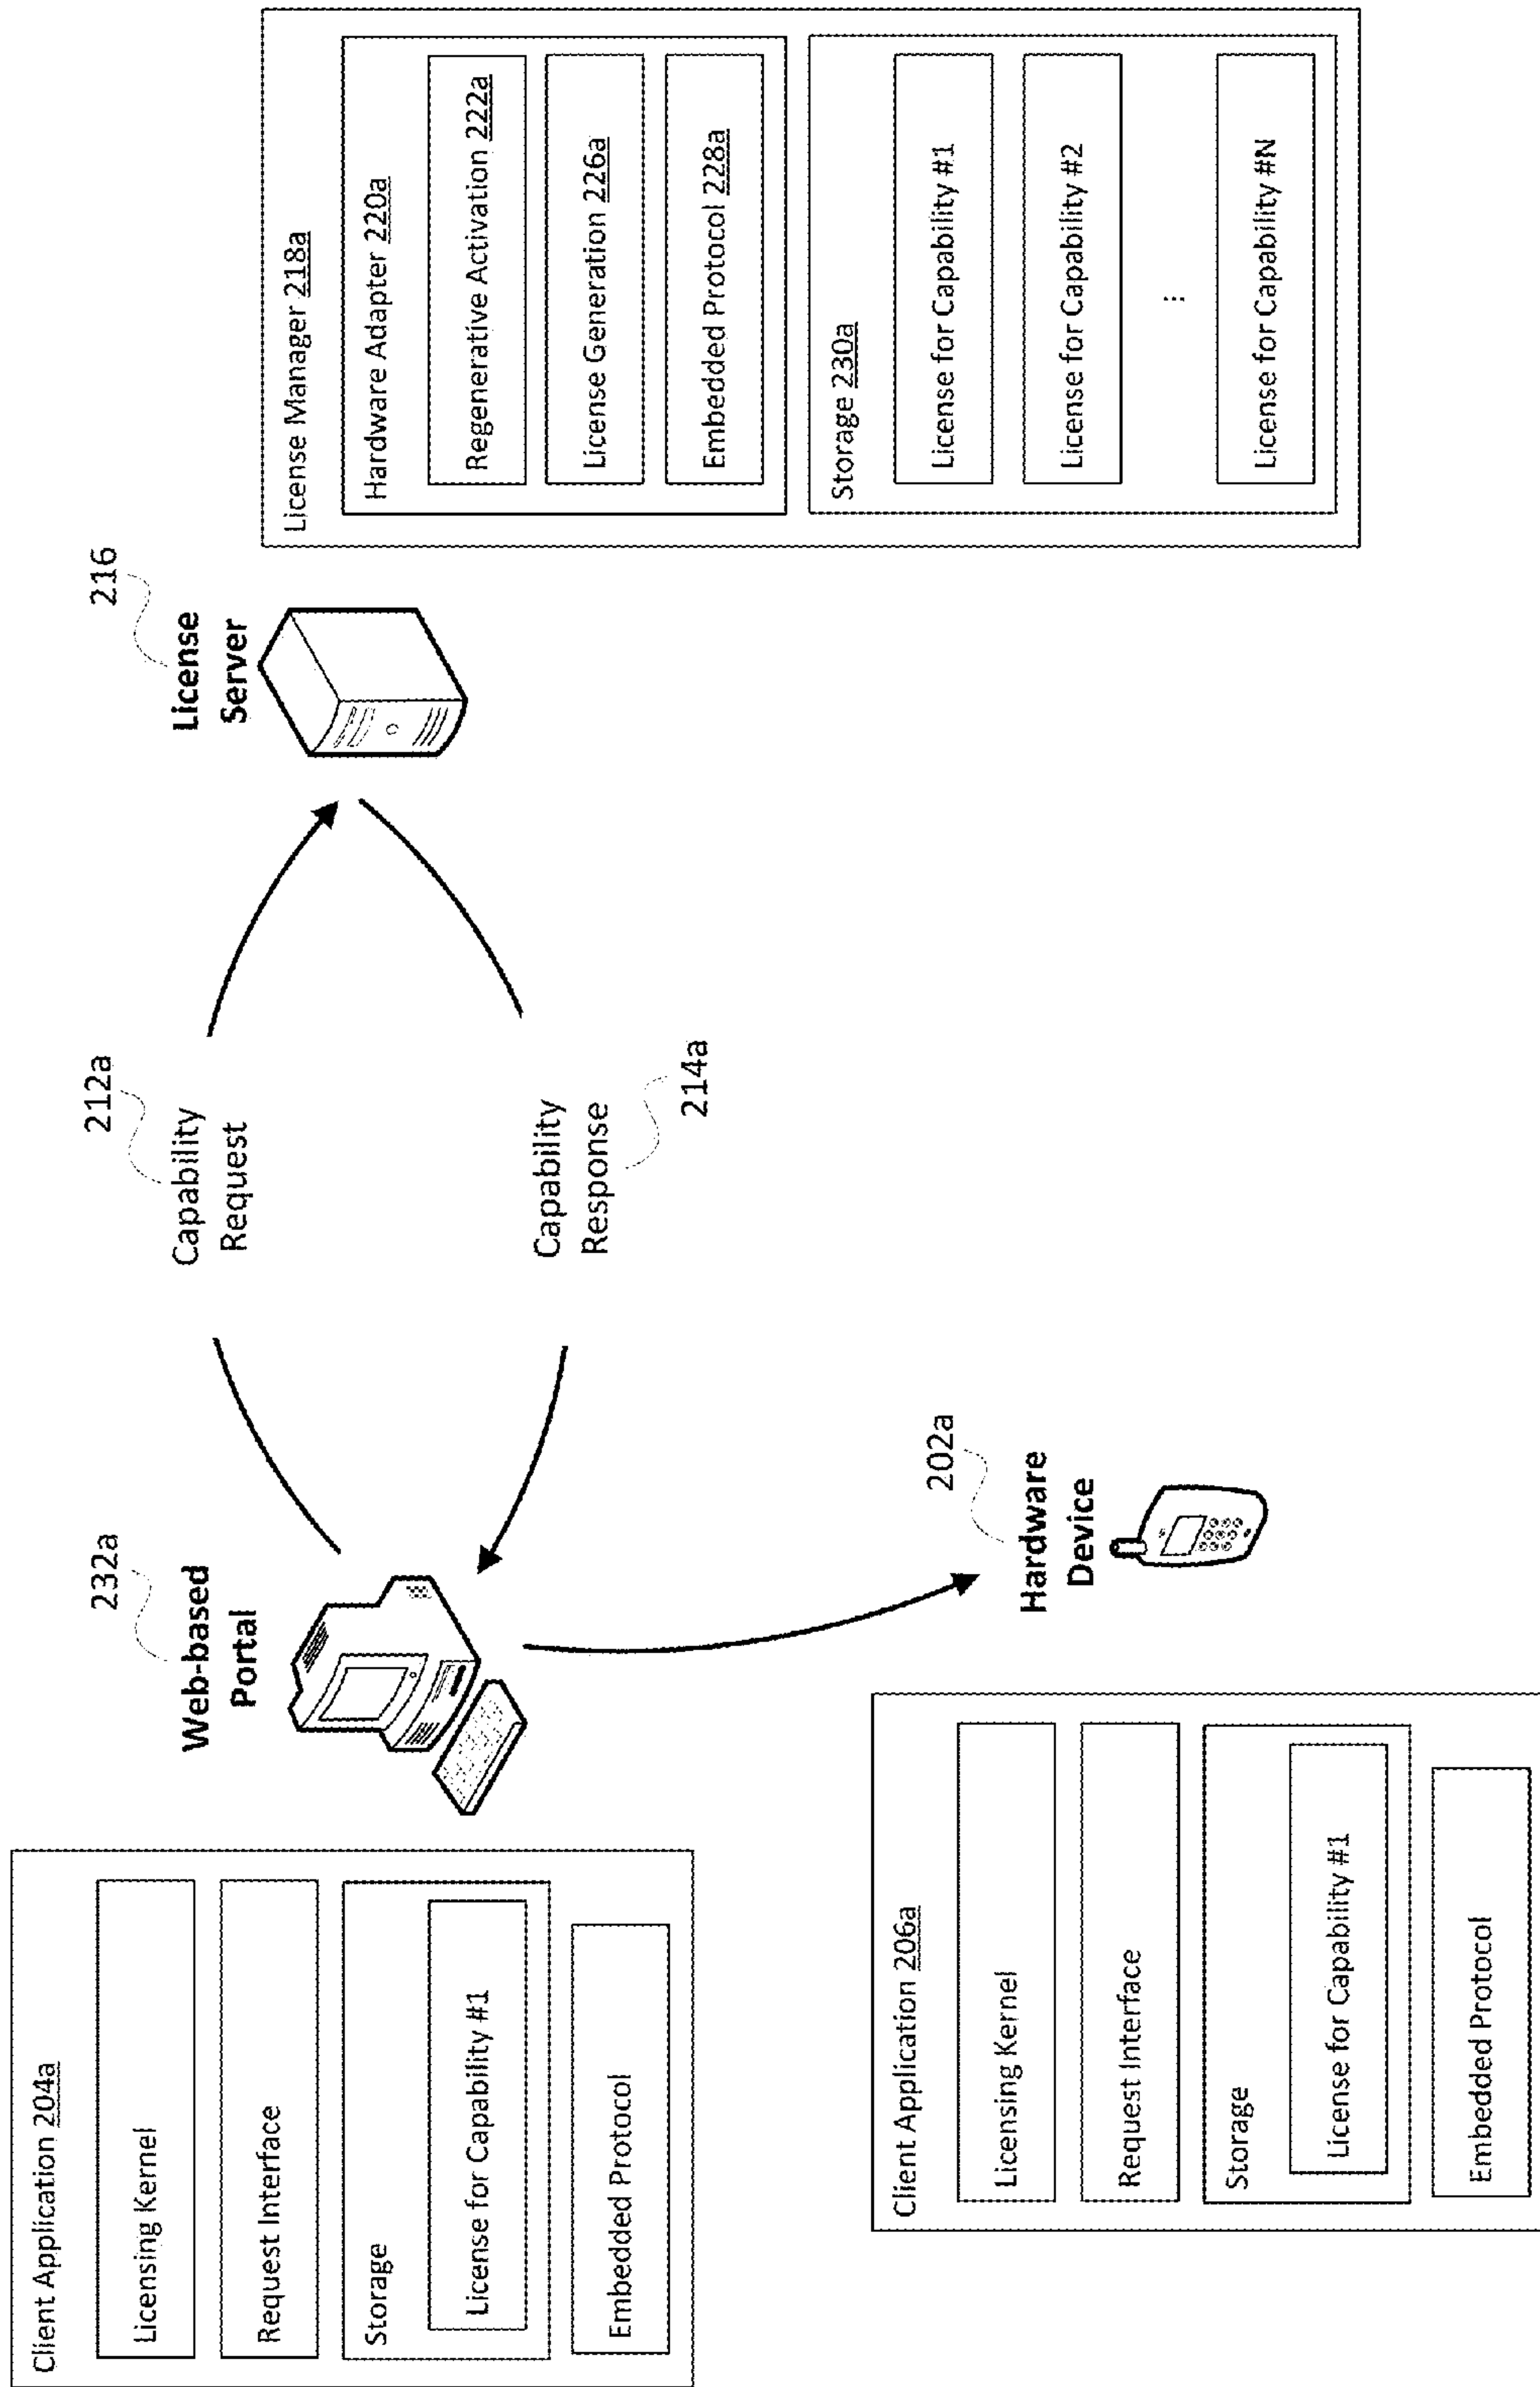 Client Application 204a
Licensing Kernel
Request Interface
Storage
License for Capability #1
Embedded Protocol
232a
Web-based
Portal
212a
Capability
Request
Capability
Response
214a
216
License
Server
License Manager 218a
Hardware Adapter 220a
Regenerative Activation 222a
License Generation 226a
Embedded Protocol 228a
Storage 230a
License for Capability #1
License for Capability #2
...
License for Capability #N
Client Application 206a
Licensing Kernel
Request Interface
Storage
License for Capability #1
Embedded Protocol
202a
Hardware
Device